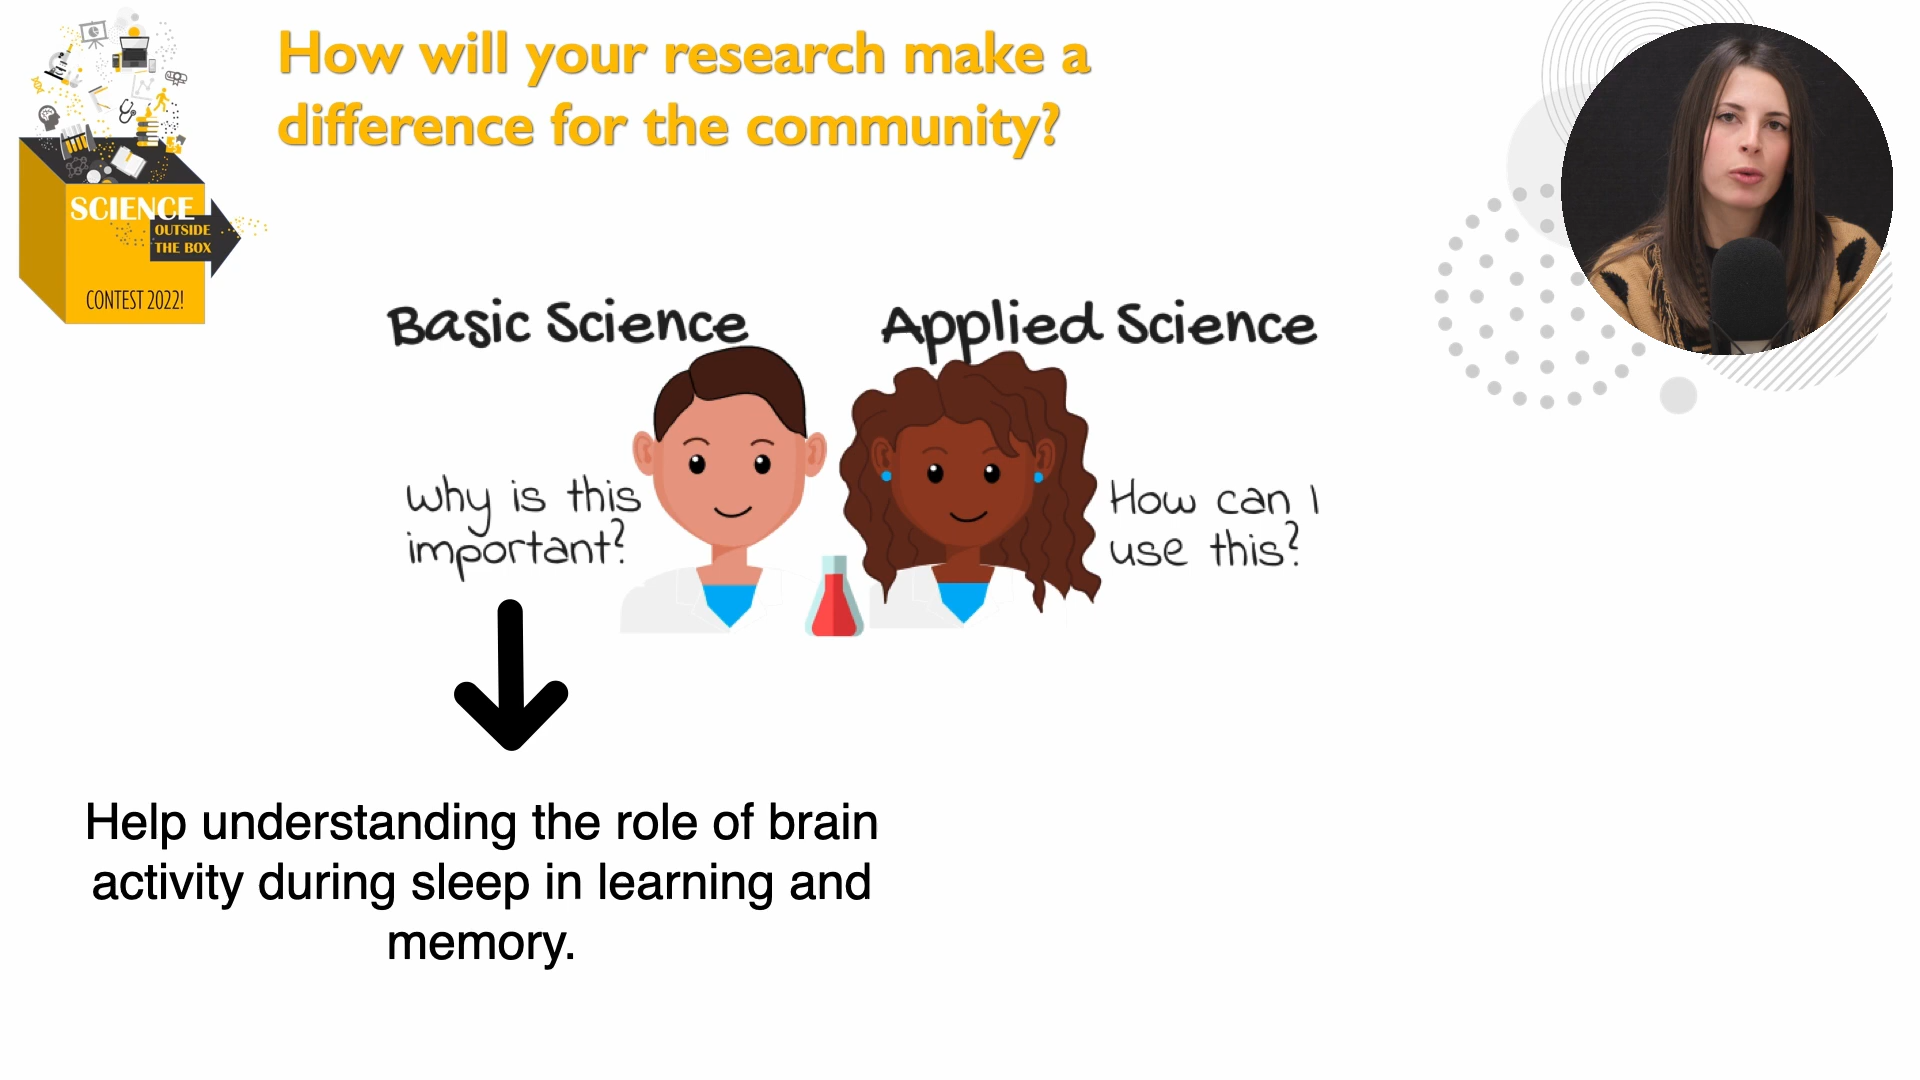 How will your research make a
difference for the community?
SCIENCE
OUTSIDE
THE BOX
CONTEST 2022!
Basic Science
Applied Science
Why is this
important?
How can I
use this?
Help understanding the role of brain
activity during sleep in learning and
memory.